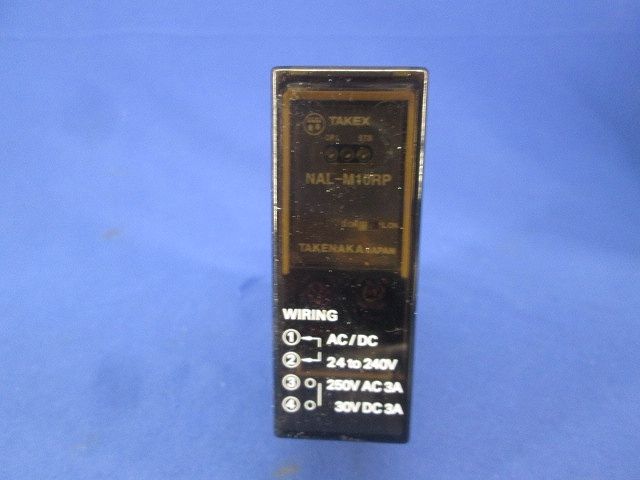 TAKEX
OPL STB
NAL-M10RP
TAKENAKA JAPAN
WIRING
① AC/DC
② 24 to 240V
③ 250V AC 3A
④ 30V DC 3A